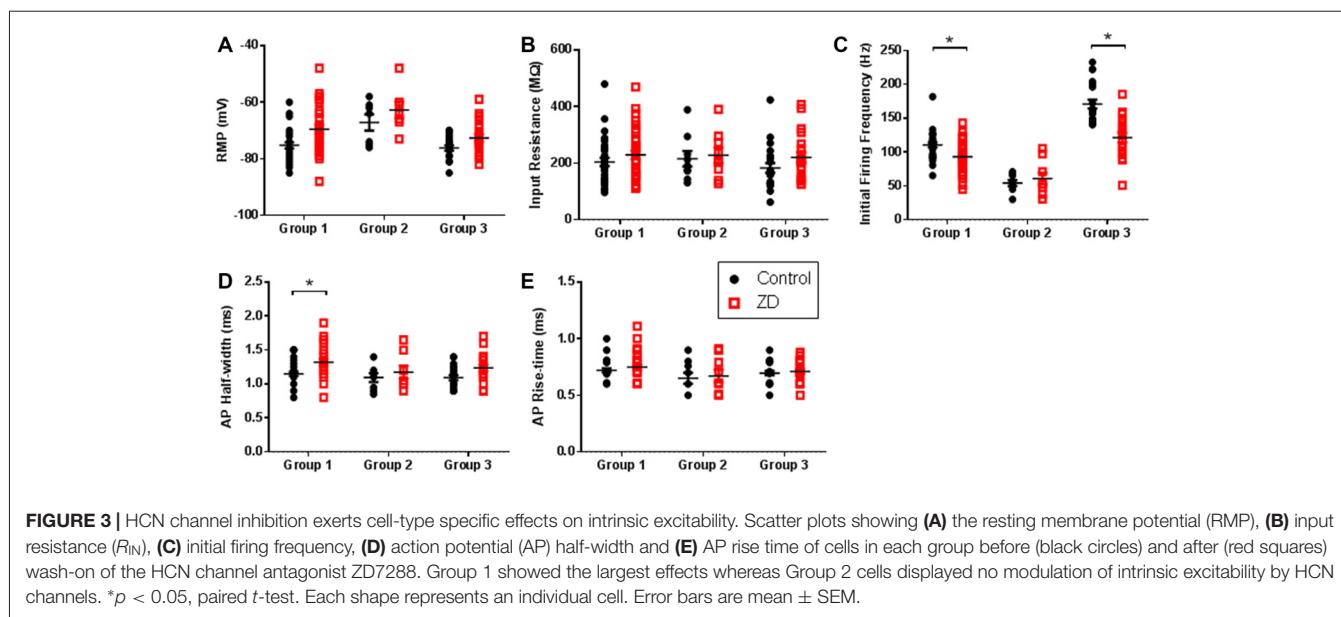 A
-40
-60
-80
-100
RMP (mV)
Group 1 Group 2 Group 3
B
600
400
200
0
Input Resistance (MΩ)
Group 1 Group 2 Group 3
C
250
200
150
100
50
0
Initial Firing Frequency (Hz)
* *
Group 1 Group 2 Group 3
D
2.5
2.0
1.5
1.0
0.5
0.0
AP Half-width (ms)
*
Group 1 Group 2 Group 3
E
1.5
1.0
0.5
0.0
AP Rise-time (ms)
Group 1 Group 2 Group 3
Control
ZD
FIGURE 3 | HCN channel inhibition exerts cell-type specific effects on intrinsic excitability. Scatter plots showing (A) the resting membrane potential (RMP), (B) input
resistance (RIN), (C) initial firing frequency, (D) action potential (AP) half-width and (E) AP rise time of cells in each group before (black circles) and after (red squares)
wash-on of the HCN channel antagonist ZD7288. Group 1 showed the largest effects whereas Group 2 cells displayed no modulation of intrinsic excitability by HCN
channels. *p < 0.05, paired t-test. Each shape represents an individual cell. Error bars are mean ± SEM.